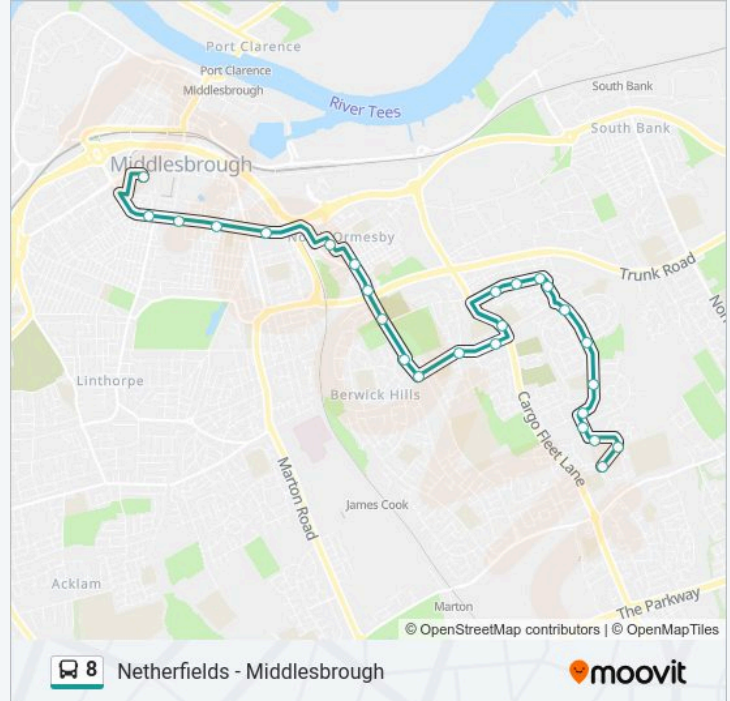 Port Clarence
Port Clarence
Middlesbrough
River Tees
South Bank
South Bank
Middlesbrough
Ormesby
Trunk Road
Linthorpe
Berwick Hills
Cargo Fleet Lane
Marton Road
James Cook
Acklam
Marton
The Parkway
© OpenStreetMap contributors | © OpenMapTiles
8 Netherfields - Middlesbrough
moovit